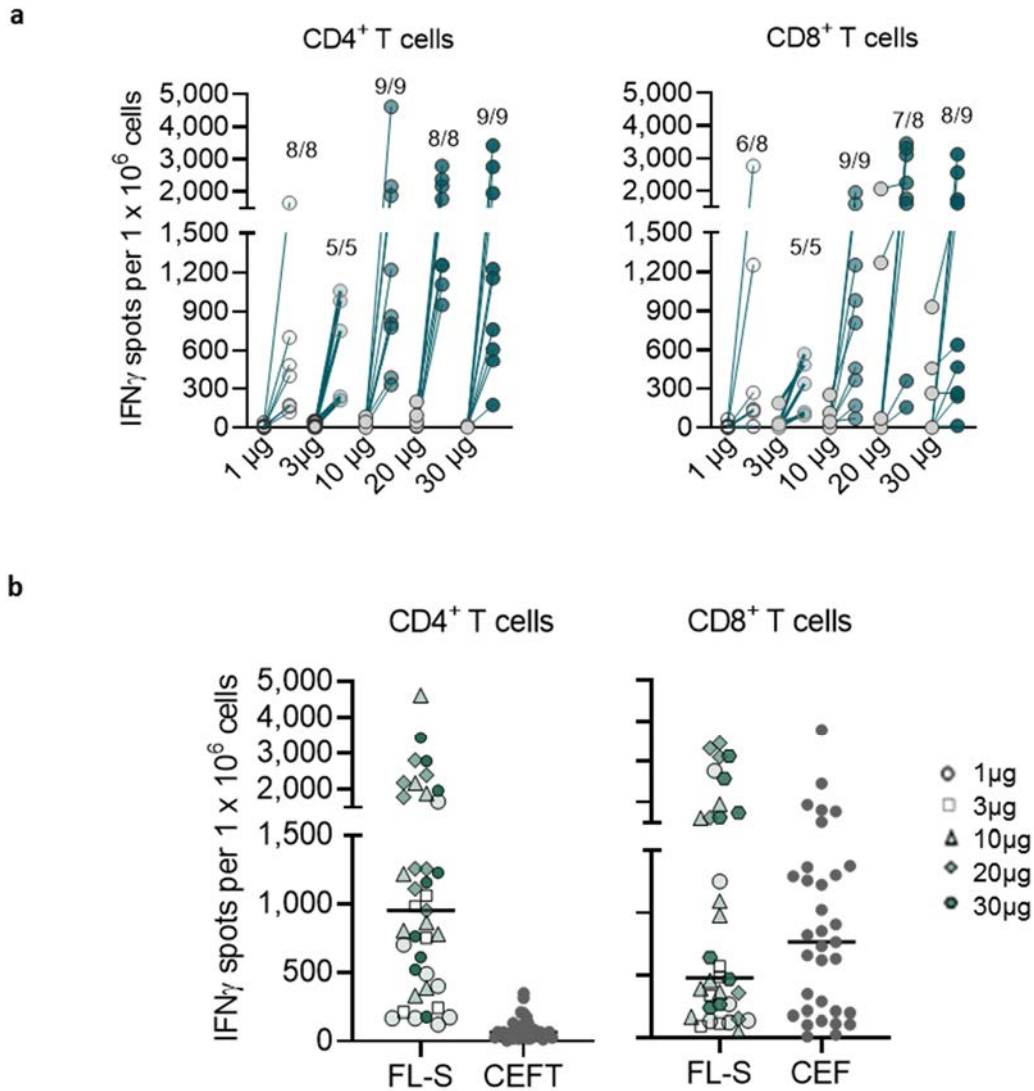 a
CD4⁺ T cells
CD8⁺ T cells
IFNγ spots per 1 x 10⁶ cells
5,000
4,000
3,000
2,000
1,500
1,200
900
600
300
0
8/8
5/5
9/9
8/8
9/9
1 µg
3µg
10 µg
20 µg
30 µg
5,000
4,000
3,000
2,000
1,500
1,200
900
600
300
0
6/8
5/5
9/9
7/8
8/9
1 µg
3µg
10 µg
20 µg
30 µg
b
CD4⁺ T cells
CD8⁺ T cells
IFNγ spots per 1 x 10⁶ cells
5,000
4,000
3,000
2,000
1,500
1,000
500
0
FL-S CEFT
FL-S CEF
1µg
3µg
10µg
20µg
30µg